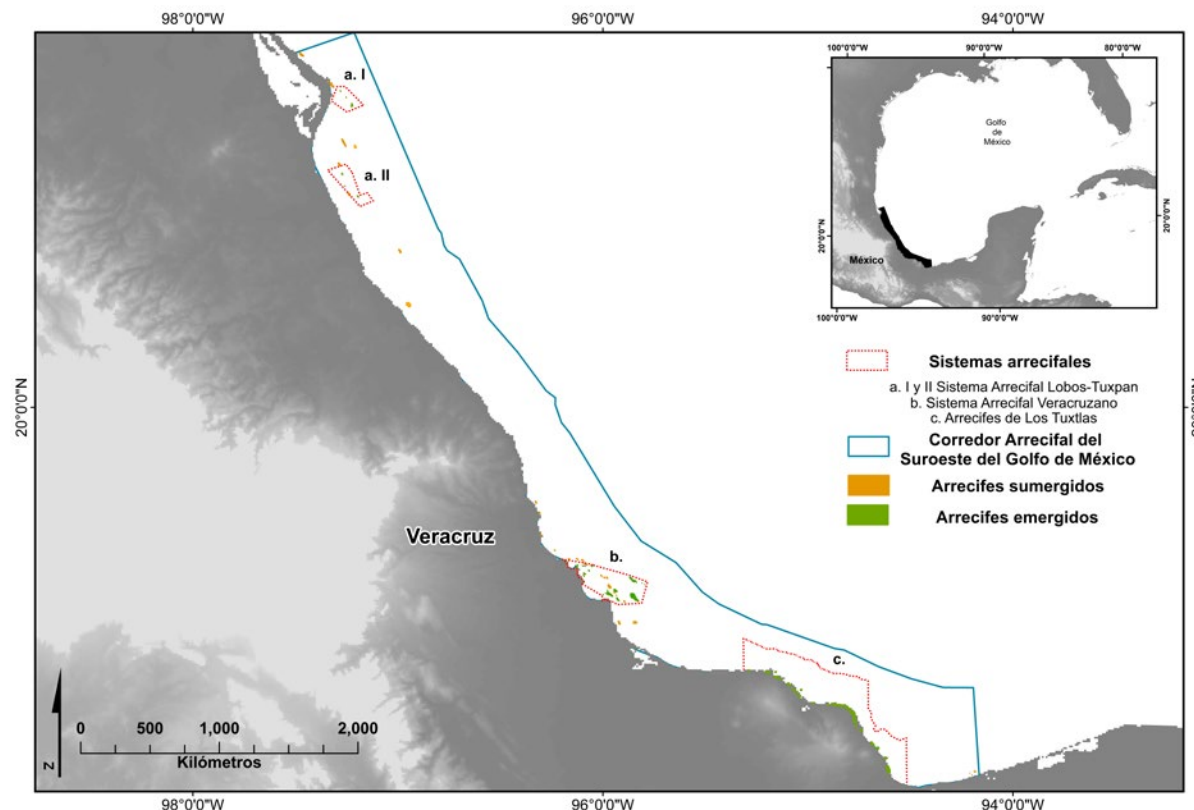 98°0'0"W 96°0'0"W 94°0'0"W
a. I
a. II
100°0'0"W 90°0'0"W 80°0'0"W
Golfo
de
México
20°0'0"N
20°0'0"N
México
100°0'0"W 90°0'0"W
Sistemas arrecifales
a. I y II Sistema Arrecifal Lobos-Tuxpan
b. Sistema Arrecifal Veracruzano
c. Arrecifes de Los Tuxtlas
Corredor Arrecifal del
Suroeste del Golfo de México
Arrecifes sumergidos
Arrecifes emergidos
20°0'0"N
20°0'0"N
Veracruz
b.
c.
0 500 1,000 2,000
Kilómetros
N
98°0'0"W 96°0'0"W 94°0'0"W